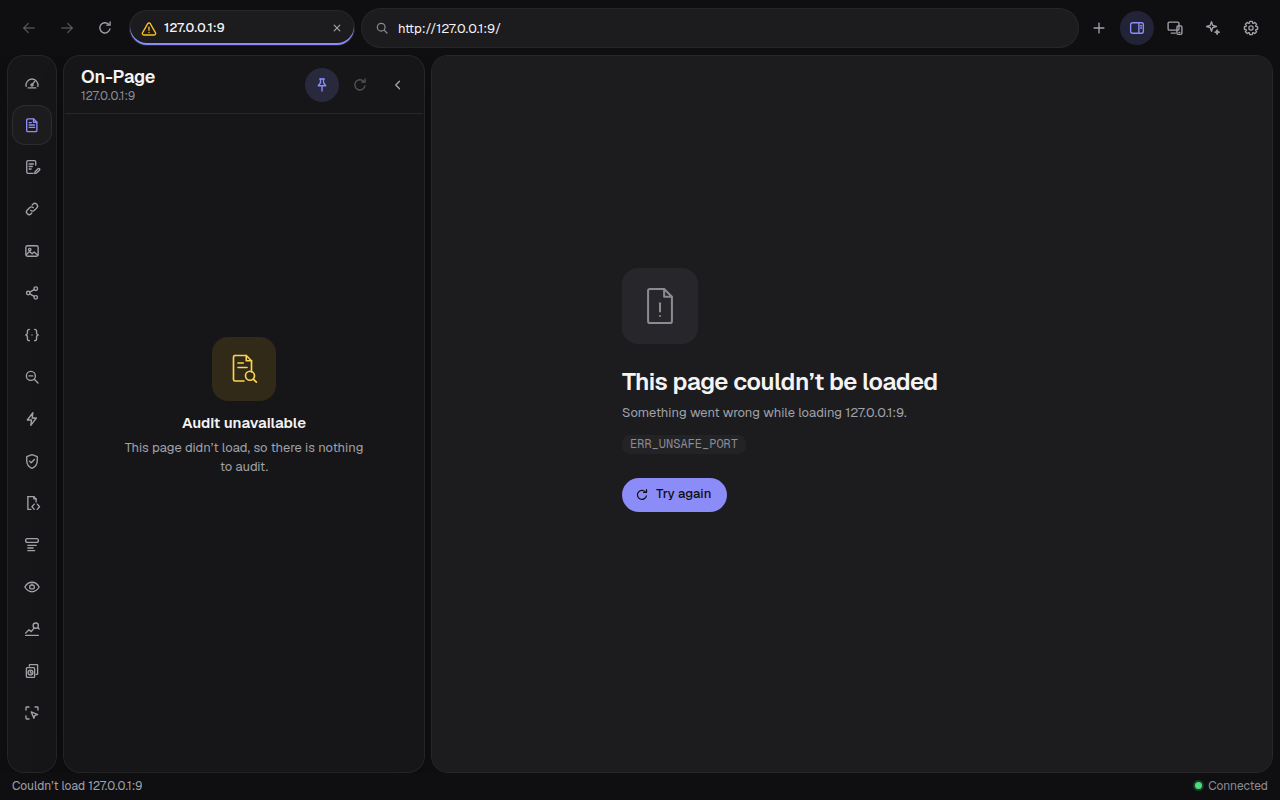 127.0.0.1:9
http://127.0.0.1:9/
On-Page
127.0.0.1:9
Audit unavailable
This page didn’t load, so there is nothing
to audit.
This page couldn’t be loaded
Something went wrong while loading 127.0.0.1:9.
ERR_UNSAFE_PORT
Try again
Couldn’t load 127.0.0.1:9
Connected